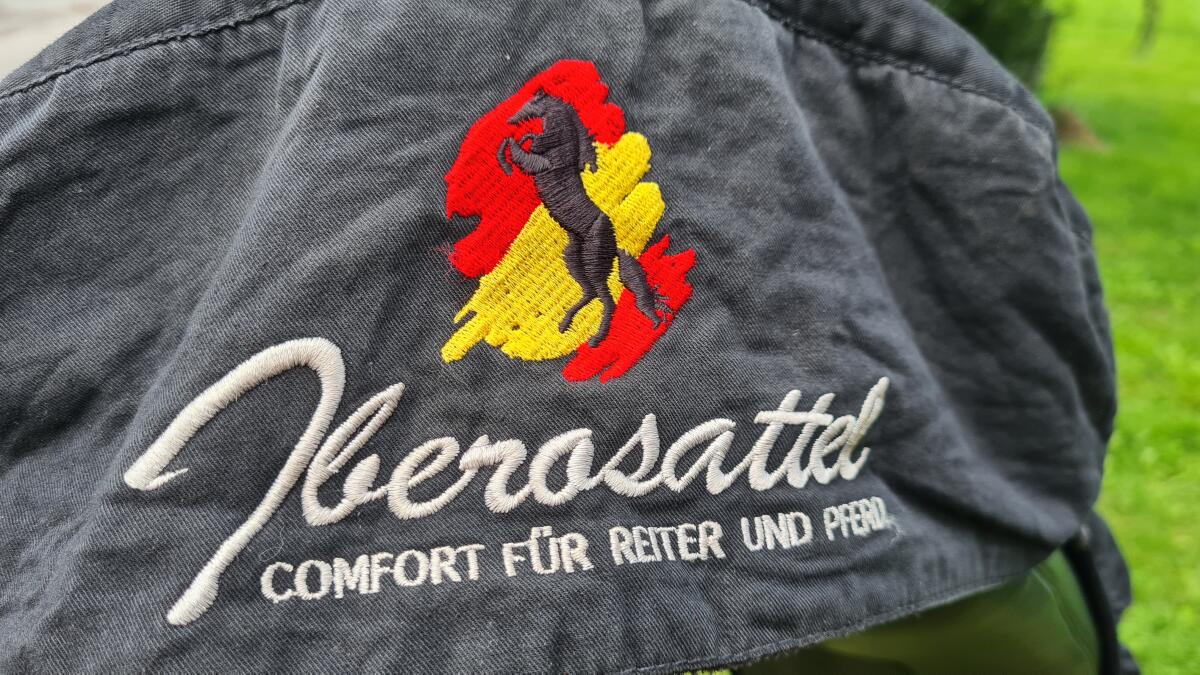 Iberosattel
COMFORT FÜR REITER UND PFERD